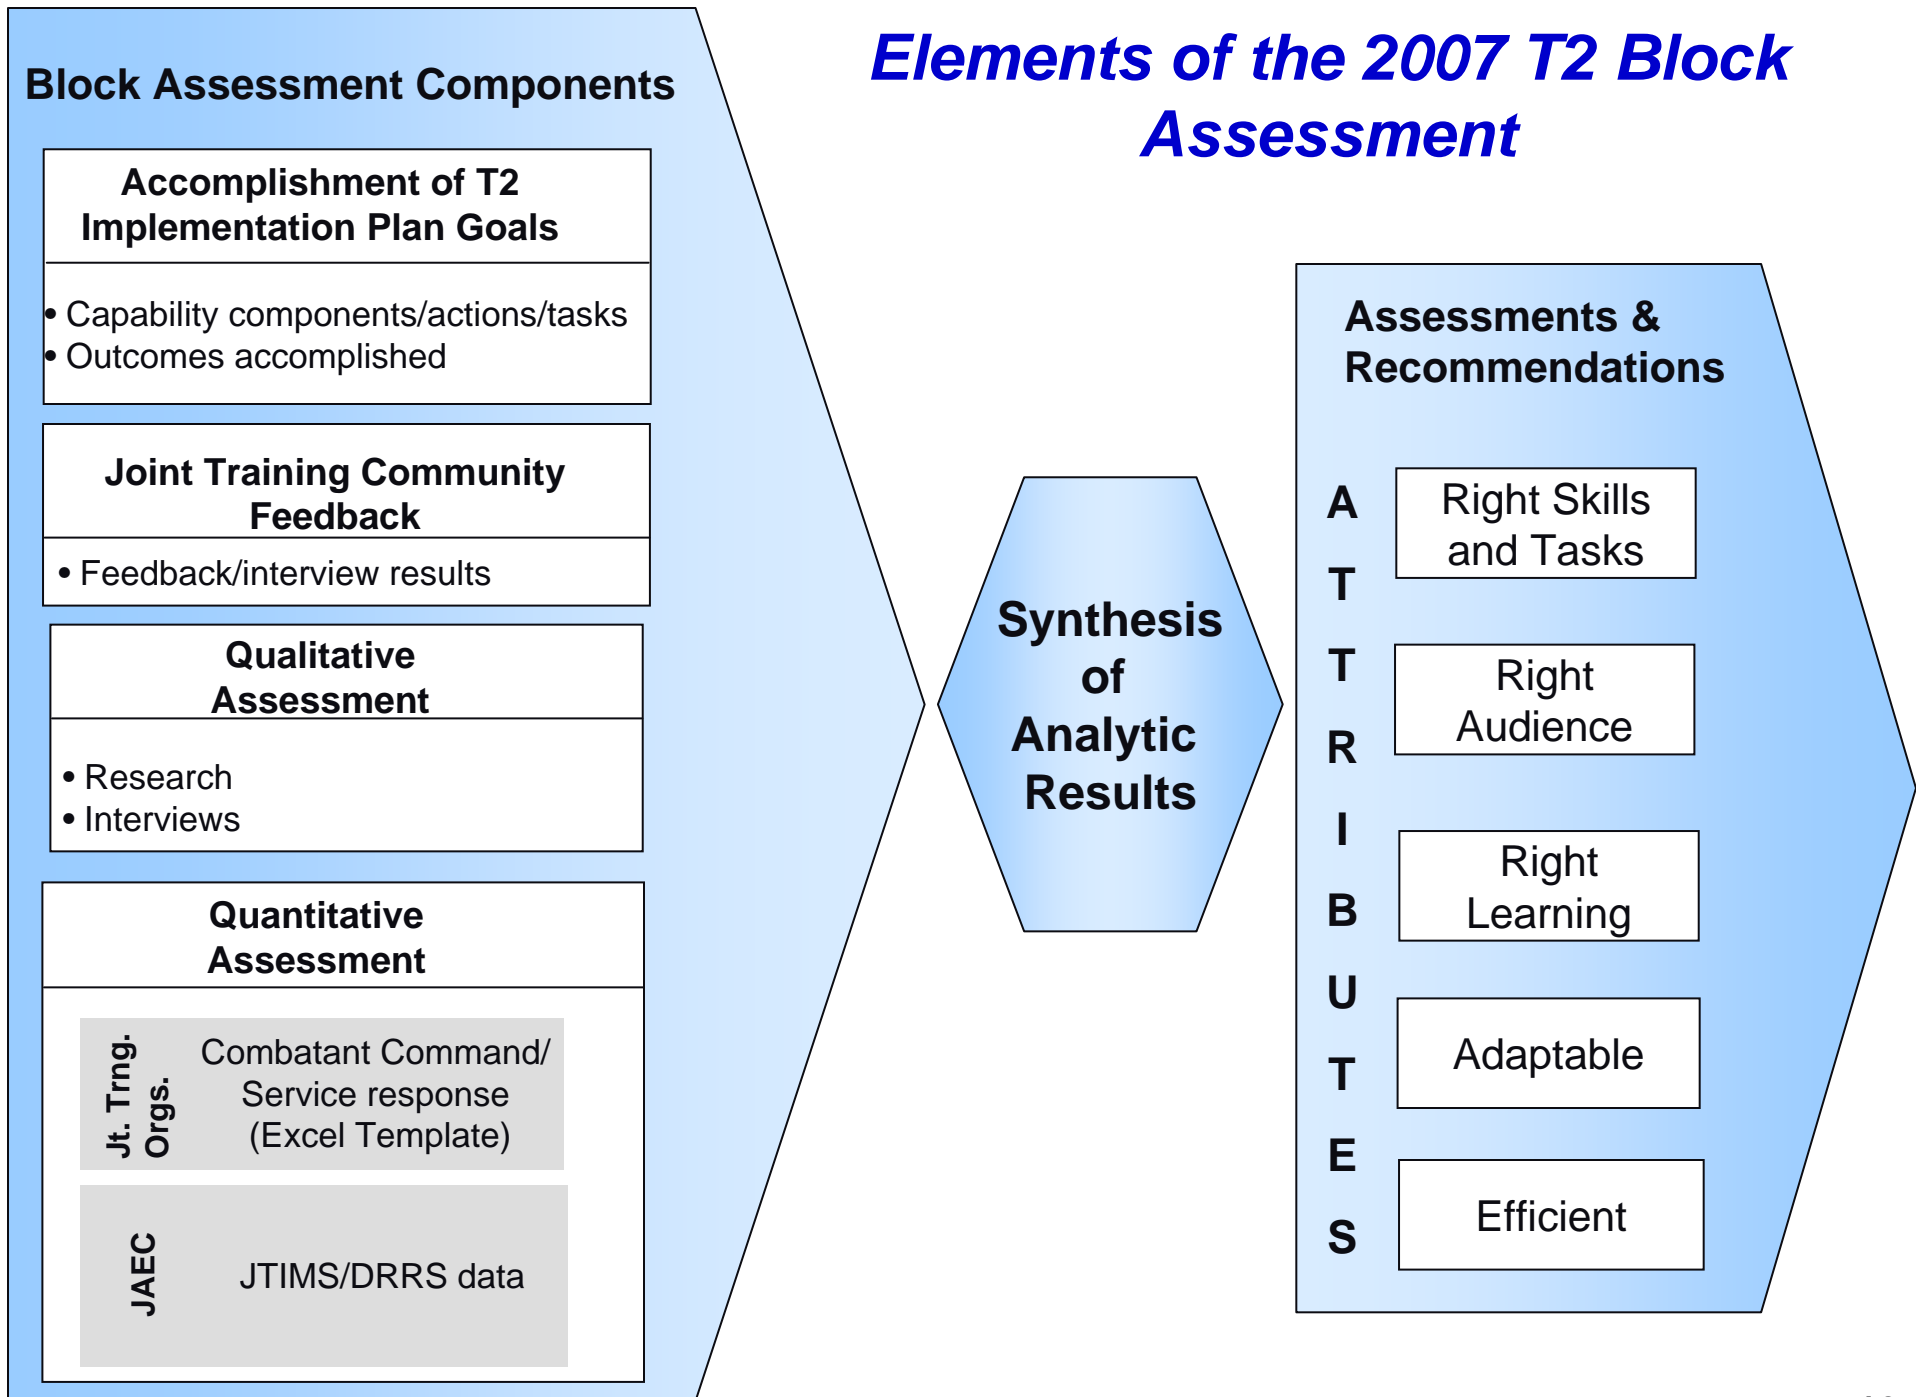 Elements of the 2007 T2 Block
Assessment
Block Assessment Components
Accomplishment of T2
Implementation Plan Goals
• Capability components/actions/tasks
• Outcomes accomplished
Joint Training Community
Feedback
• Feedback/interview results
Qualitative
Assessment
• Research
• Interviews
Quantitative
Assessment
Jt. Trng.
Orgs.
Combatant Command/
Service response
(Excel Template)
JAEC
JTIMS/DRRS data
Synthesis
of
Analytic
Results
Assessments &
Recommendations
A
T
T
R
I
B
U
T
E
S
Right Skills
and Tasks
Right
Audience
Right
Learning
Adaptable
Efficient